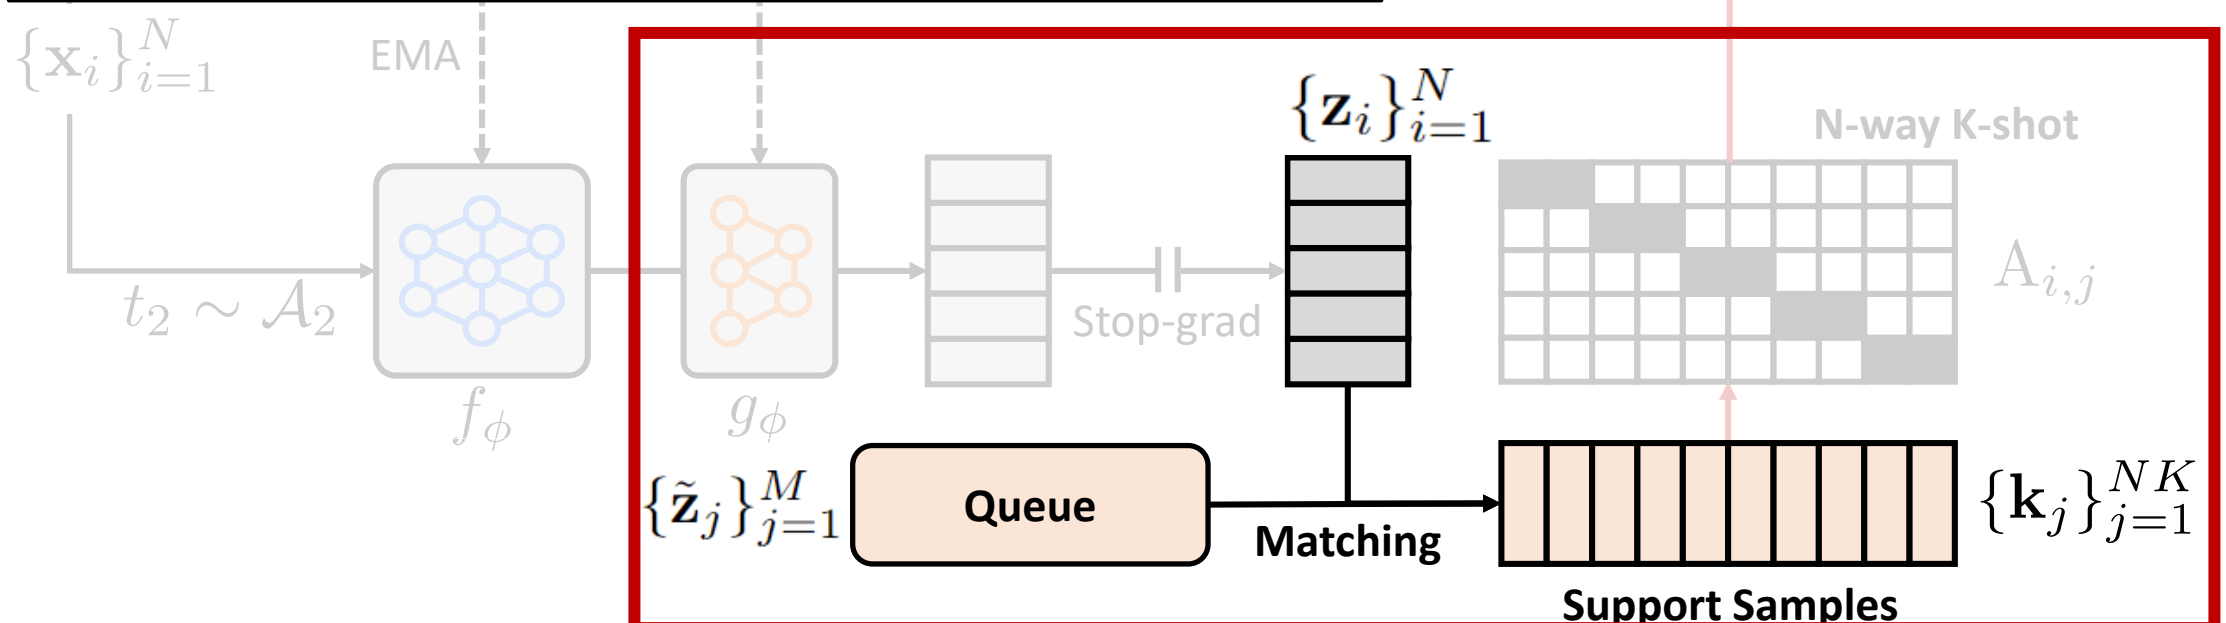 {x_i}_{i=1}^N
EMA
{z_i}_{i=1}^N
N-way K-shot
t_2 ∼ 𝒜_2
Stop-grad
A_{i,j}
f_ϕ
g_ϕ
{z̃_j}_{j=1}^M
Queue
Matching
{k_j}_{j=1}^{NK}
Support Samples